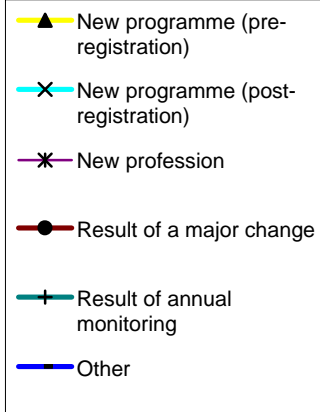 New programme (pre-
registration)
New programme (post-
registration)
New profession
Result of a major change
Result of annual
monitoring
Other